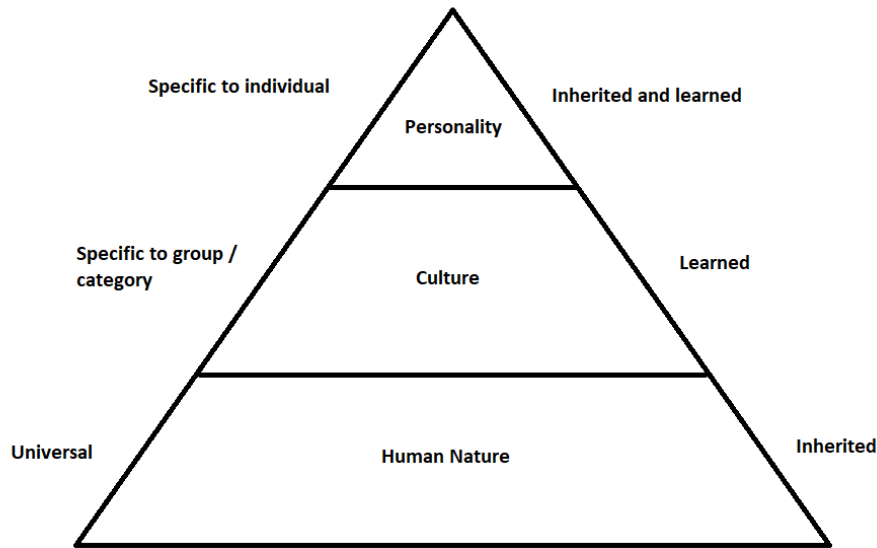 Specific to individual
Inherited and learned
Personality
Specific to group /
category
Culture
Learned
Universal
Human Nature
Inherited